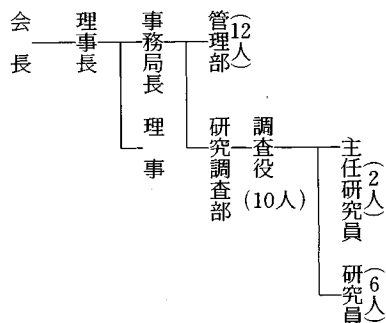 会長
理事長
事務局長
理事
管理部(12人)
研究調査部
調査役
(10人)
主任研究員(2人)
研究員(6人)